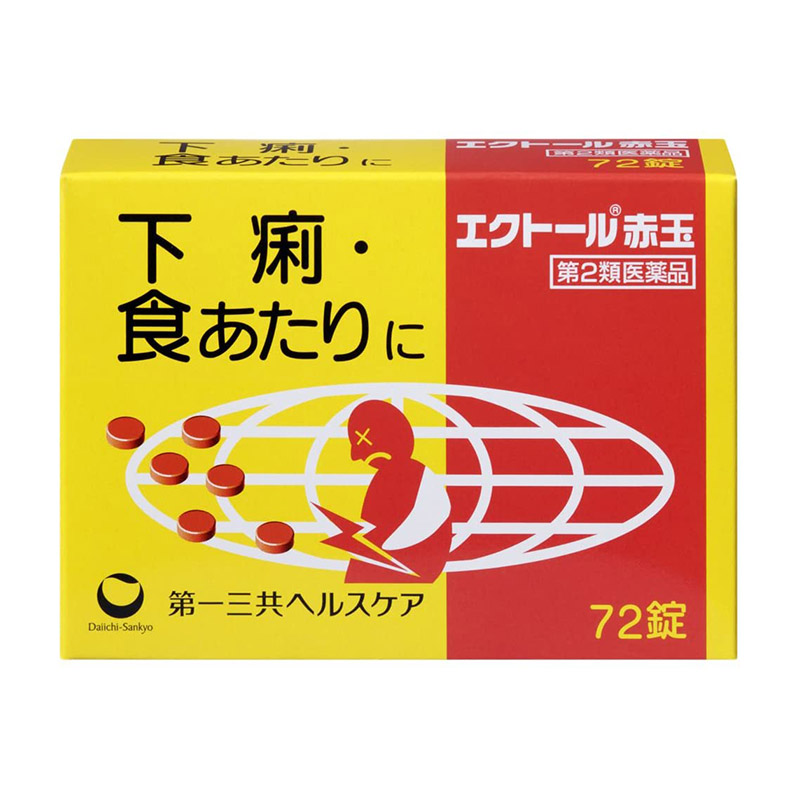 下痢・
食あたりに
エクトール赤玉
第2類医薬品
72錠
下痢・
食あたりに
エクトール®赤玉
第2類医薬品
Daiichi-Sankyo
第一三共ヘルスケア
72錠